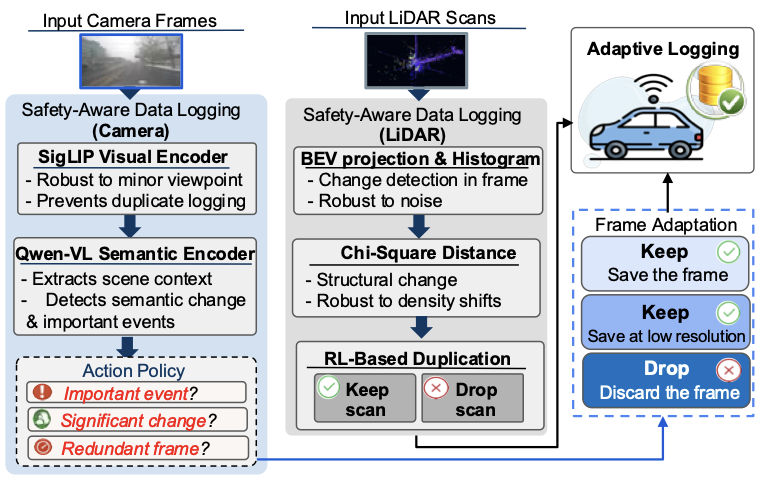 Input Camera Frames
Safety-Aware Data Logging
(Camera)
SigLIP Visual Encoder
- Robust to minor viewpoint
- Prevents duplicate logging
Qwen-VL Semantic Encoder
- Extracts scene context
- Detects semantic change
& important events
Action Policy
Important event?
Significant change?
Redundant frame?
Input LiDAR Scans
Safety-Aware Data Logging
(LiDAR)
BEV projection & Histogram
- Change detection in frame
- Robust to noise
Chi-Square Distance
- Structural change
- Robust to density shifts
RL-Based Duplication
Keep
scan
Drop
scan
Adaptive Logging
Frame Adaptation
Keep
Save the frame
Keep
Save at low resolution
Drop
Discard the frame